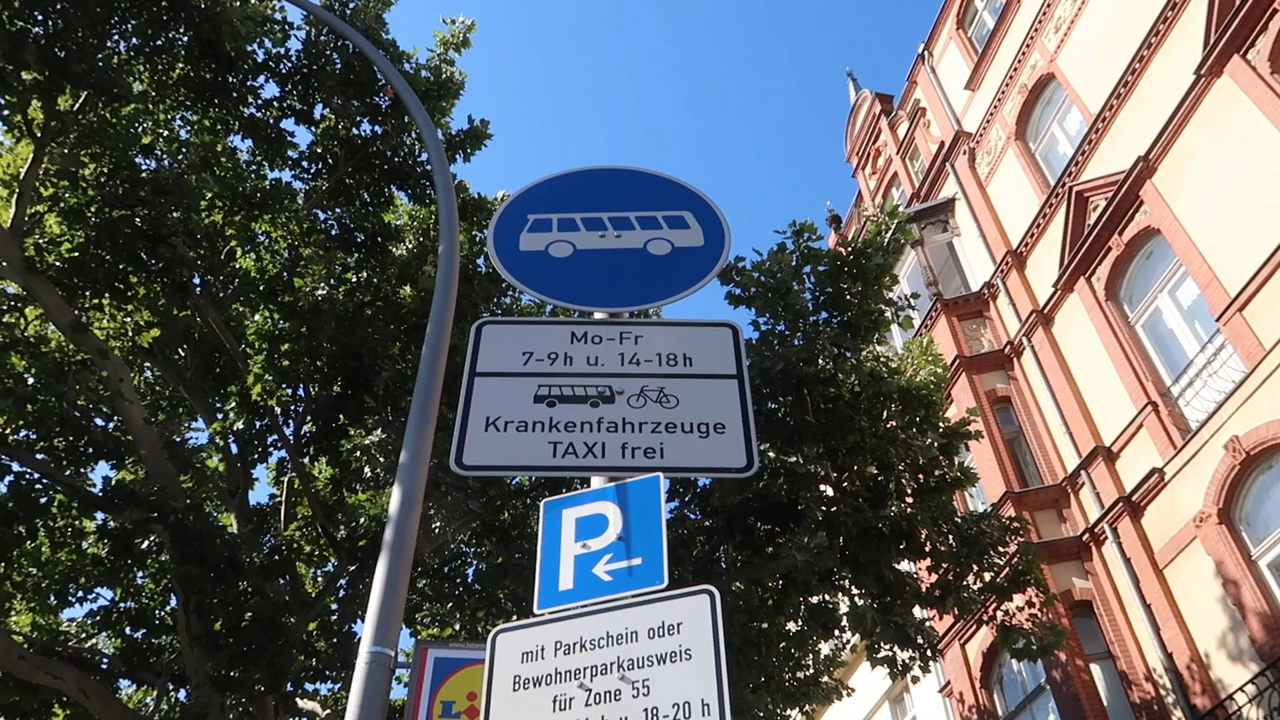 Mo-Fr
7-9h u. 14-18h
Krankenfahrzeuge
TAXI frei
P
mit Parkschein oder
Bewohnerparkausweis
für Zone 55
u. 18-20 h